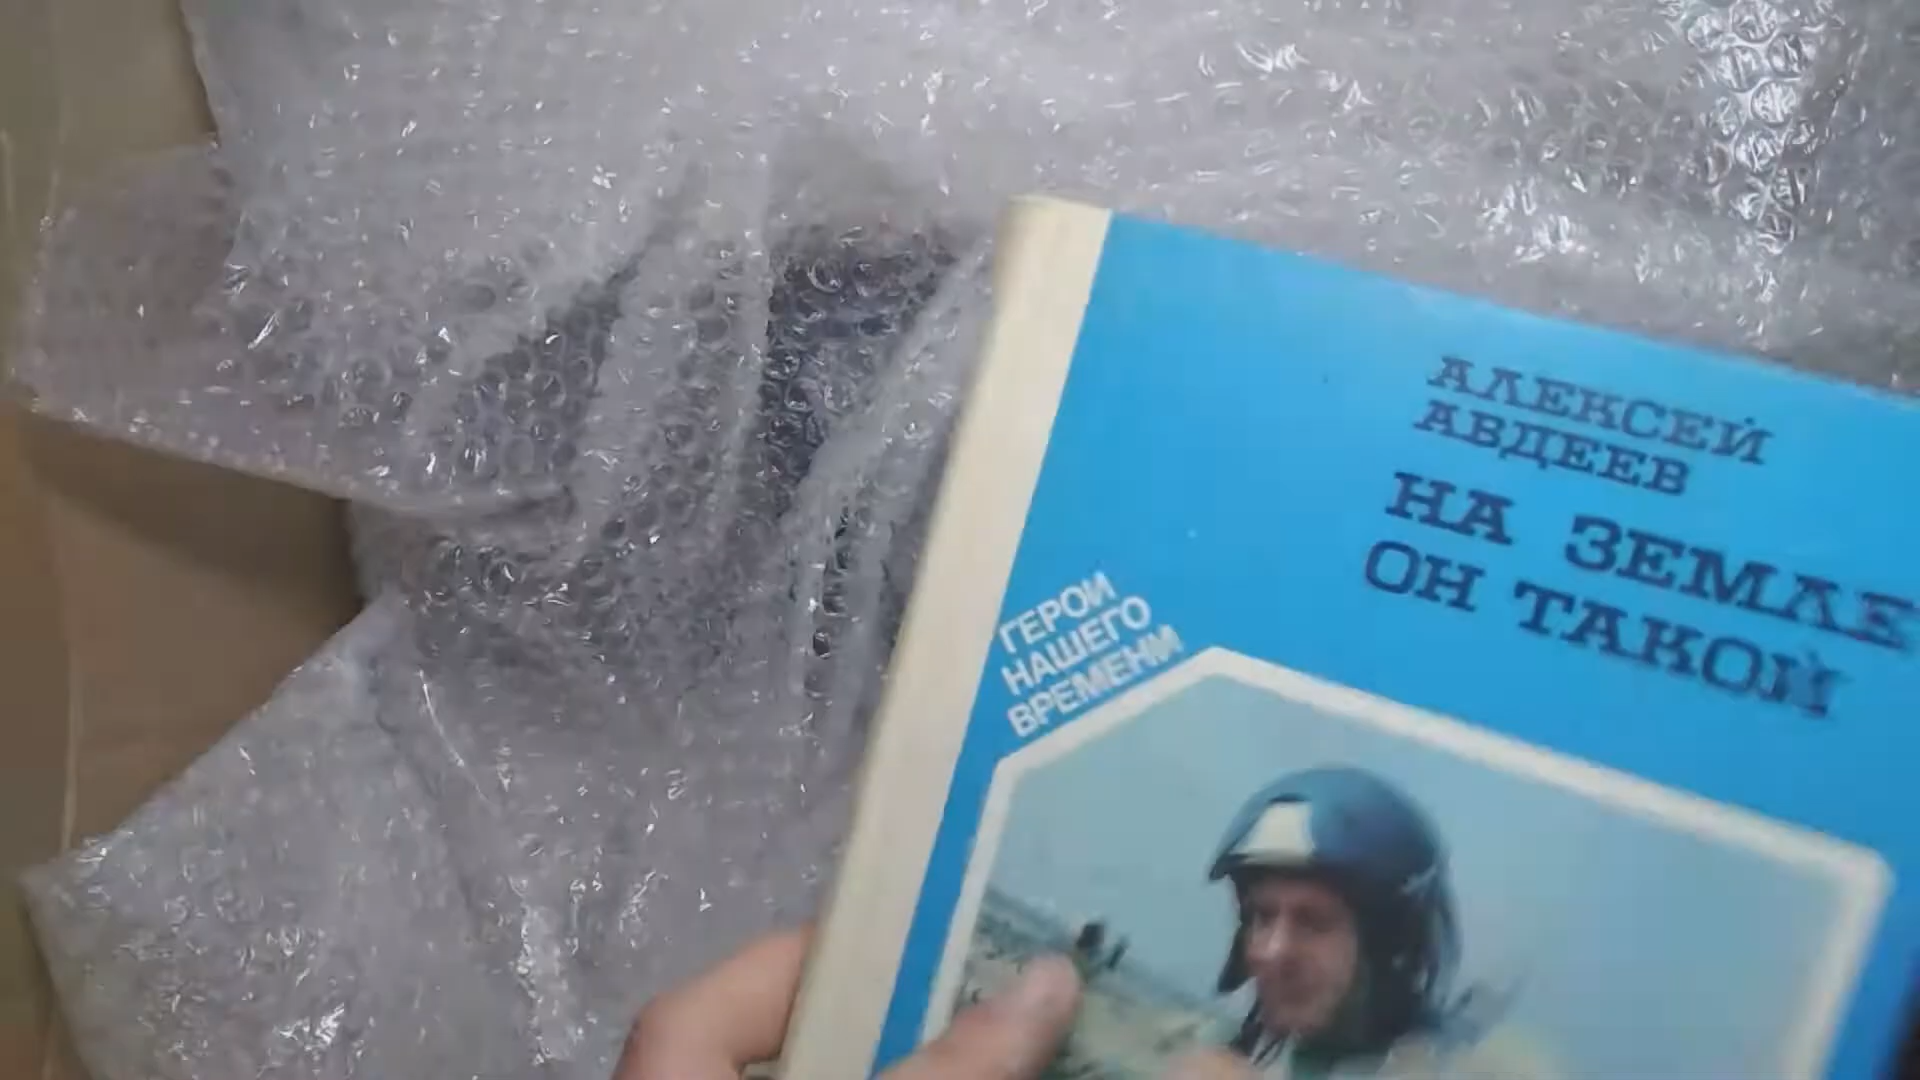 АЛЕКСЕЙ
АВДЕЕВ
НА ЗЕМЛЕ
ОН ТАКОЙ
ГЕРОИ
НАШЕГО
ВРЕМЕНИ